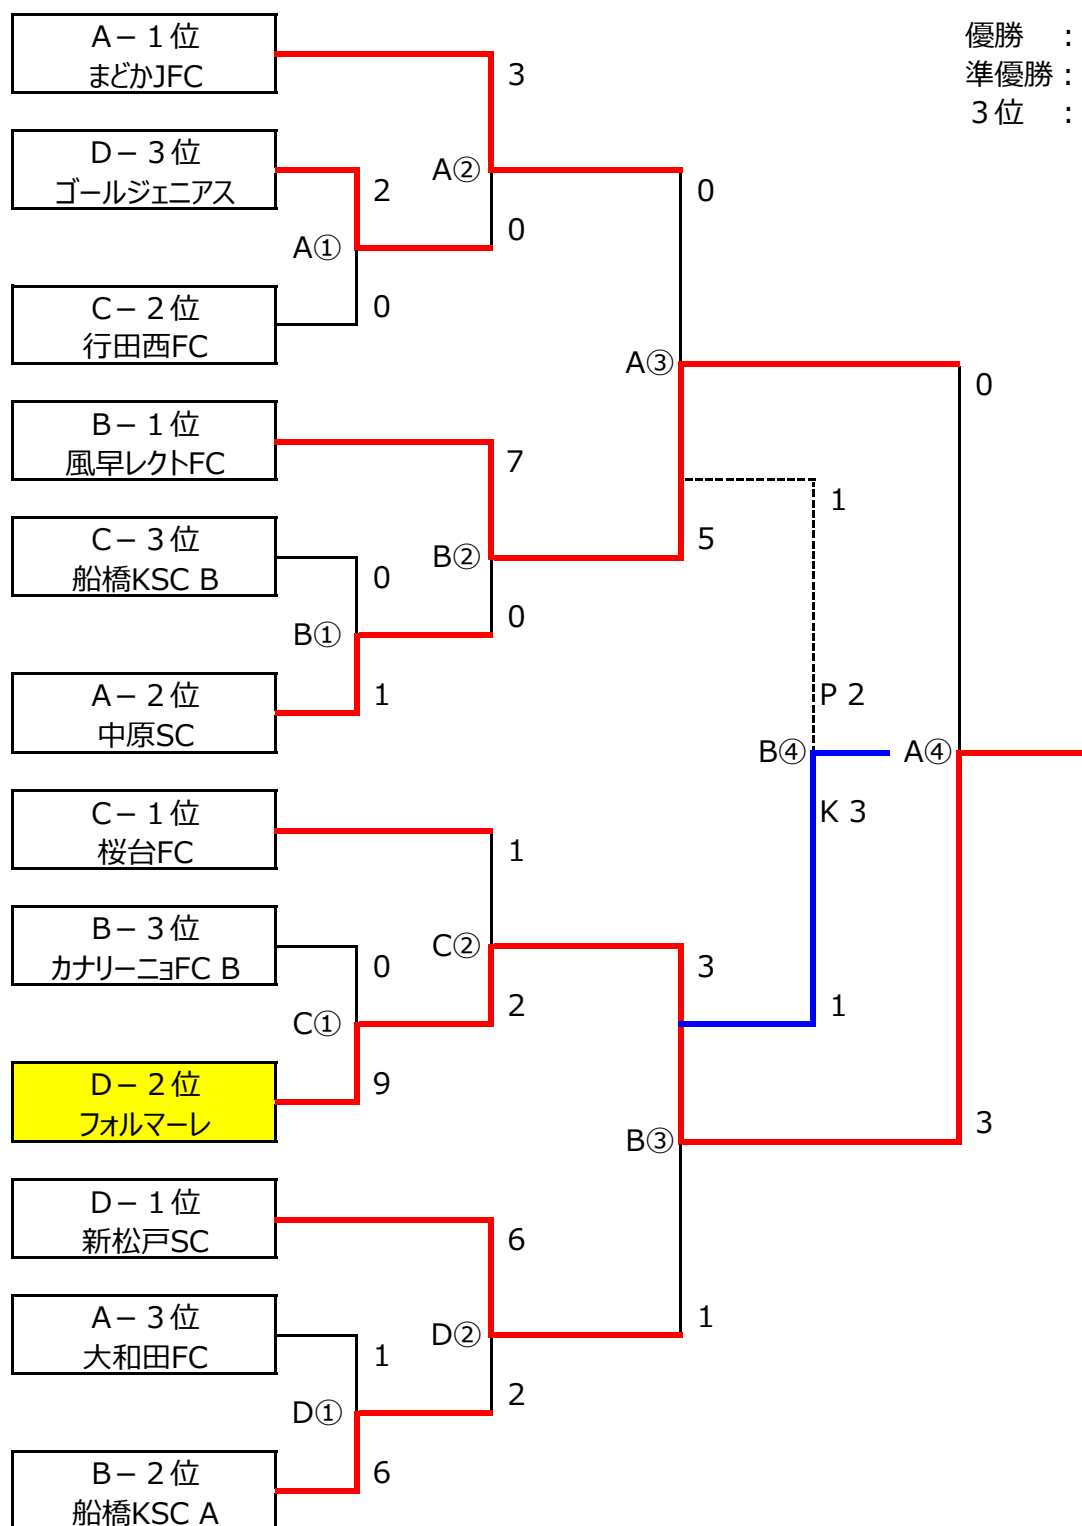 A－１位
まどかJFC
優勝　：
準優勝：
３位　：
3
D－３位
ゴールジェニアス
A②
2
0
0
A①
C－２位
行田西FC
0
A③
0
B－１位
風早レクトFC
7
1
C－３位
船橋KSC B
5
B②
0
0
B①
A－２位
中原SC
1
P 2
B④
A④
K 3
C－１位
桜台FC
1
B－３位
カナリーニョFC B
C②
0
3
2
1
C①
D－２位
フォルマーレ
9
3
B③
D－１位
新松戸SC
6
A－３位
大和田FC
1
D②
1
2
D①
B－２位
船橋KSC A
6